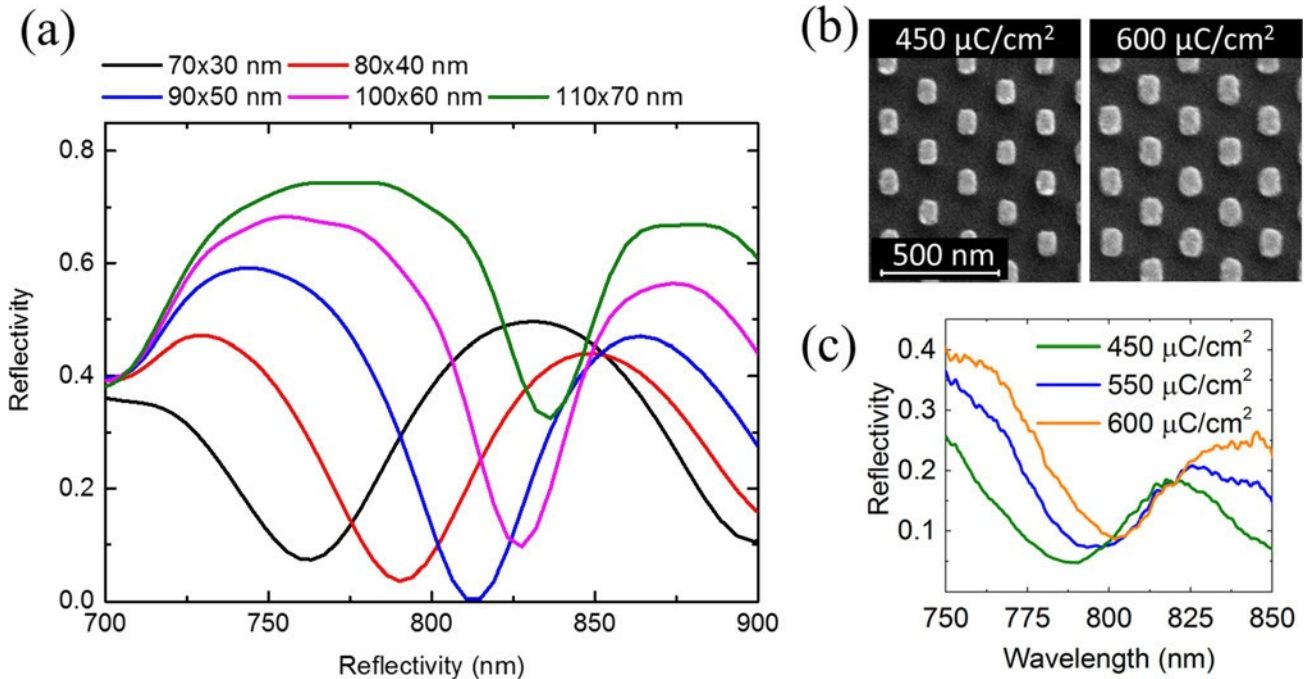 (a)
70x30 nm 80x40 nm
90x50 nm 100x60 nm 110x70 nm
0.8
0.6
0.4
0.2
0.0
Reflectivity
700 750 800 850 900
Reflectivity (nm)
(b)
450 μC/cm²
600 μC/cm²
500 nm
(c)
450 μC/cm²
550 μC/cm²
600 μC/cm²
0.4
0.3
0.2
0.1
Reflectivity
750 775 800 825 850
Wavelength (nm)